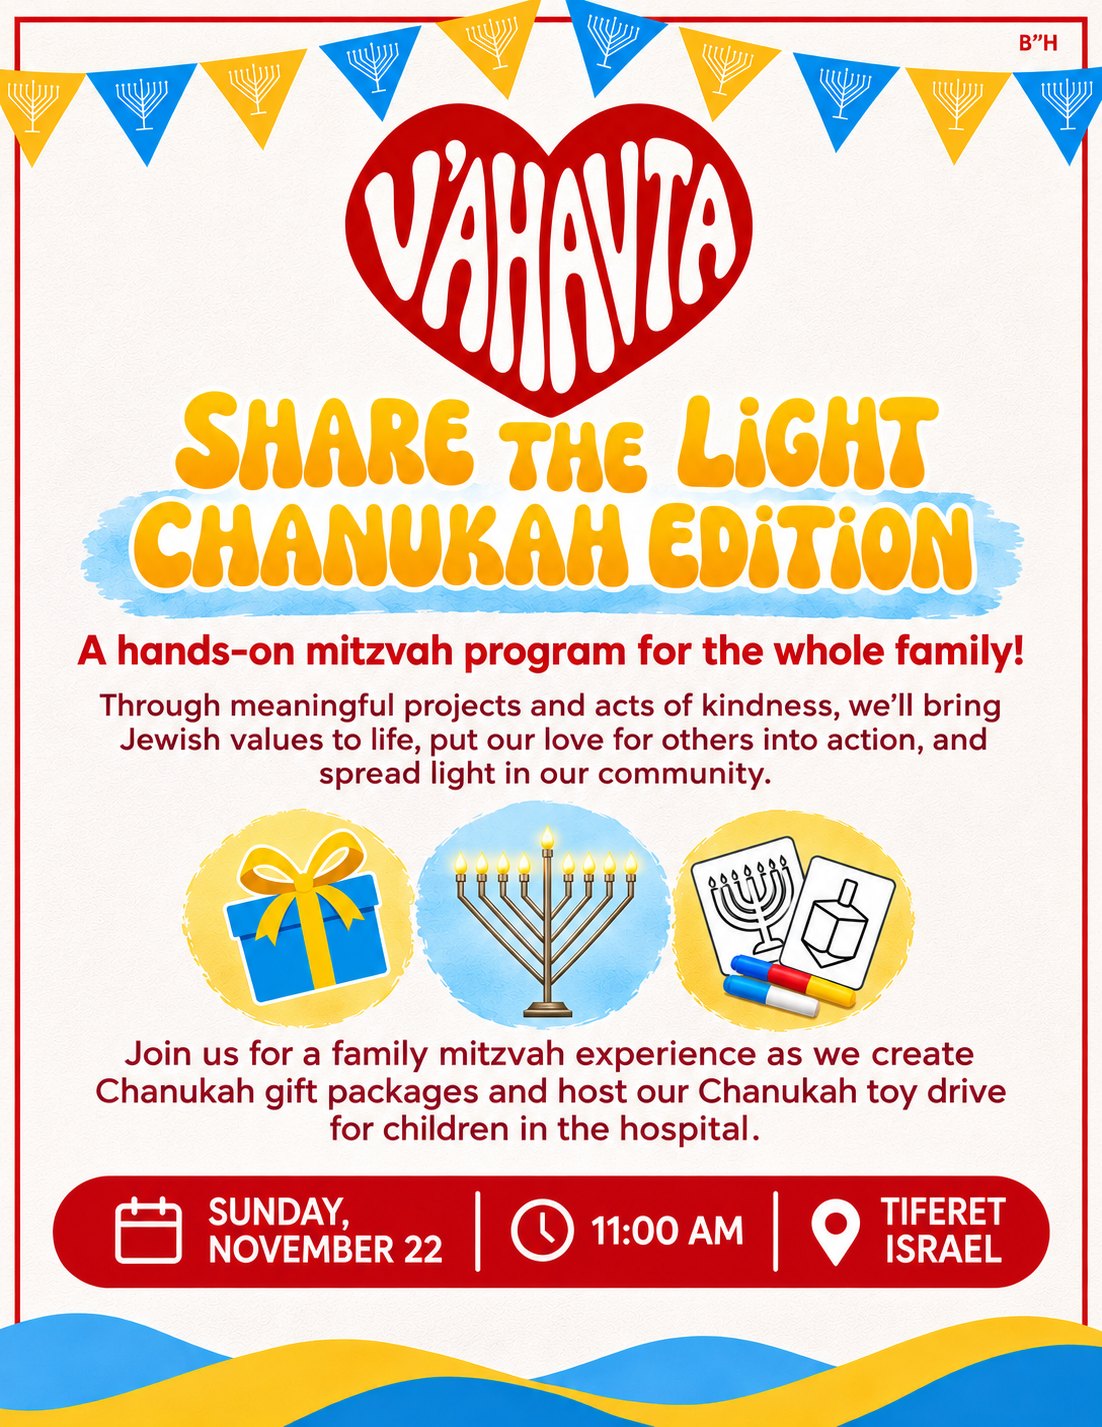 B"H
V'AHAVTA
SHARE THE LiGHT
CHANUKAH EDiTiON
A hands-on mitzvah program for the whole family!
Through meaningful projects and acts of kindness, we'll bring
Jewish values to life, put our love for others into action, and
spread light in our community.
Join us for a family mitzvah experience as we create
Chanukah gift packages and host our Chanukah toy drive
for children in the hospital.
SUNDAY,
NOVEMBER 22
11:00 AM
TIFERET
ISRAEL